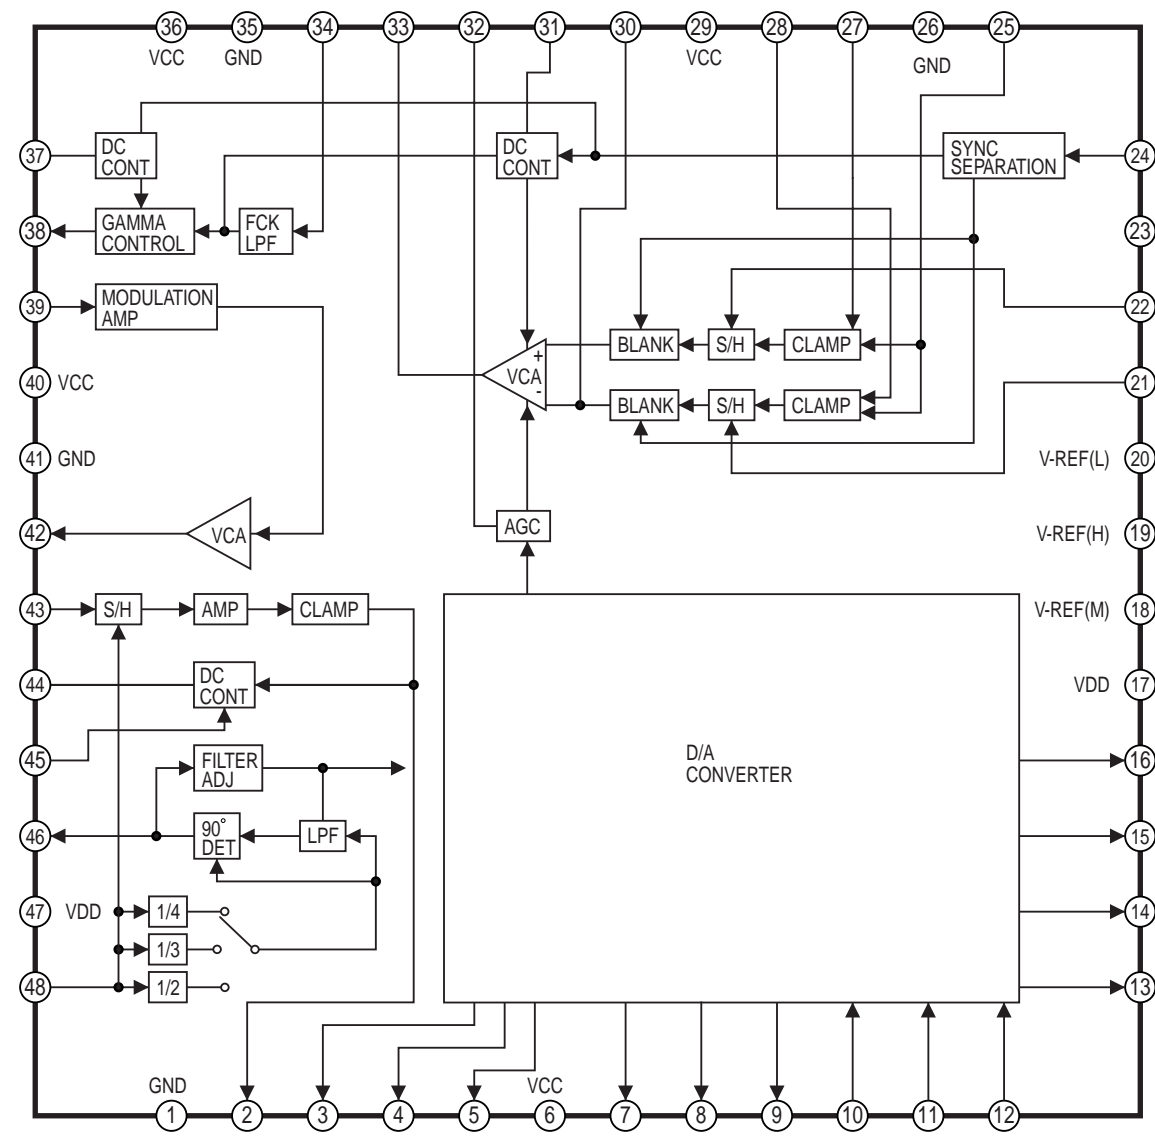 36 35 34 33 32 31 30 29 28 27 26 25
VCC GND VCC GND
37 DC
CONT
DC
CONT
SYNC
SEPARATION
24
38 GAMMA
CONTROL
FCK
LPF
23
39 MODULATION
AMP
22
BLANK S/H CLAMP
+
VCA
-
40 VCC
21
BLANK S/H CLAMP
41 GND
V-REF(L) 20
42 VCA
AGC
V-REF(H) 19
43 S/H AMP CLAMP
V-REF(M) 18
44 DC
CONT
VDD 17
45 FILTER
ADJ
D/A
CONVERTER
16
46 90°
DET
LPF
15
47 VDD 1/4
14
1/3
48 1/2
13
GND VCC
1 2 3 4 5 6 7 8 9 10 11 12